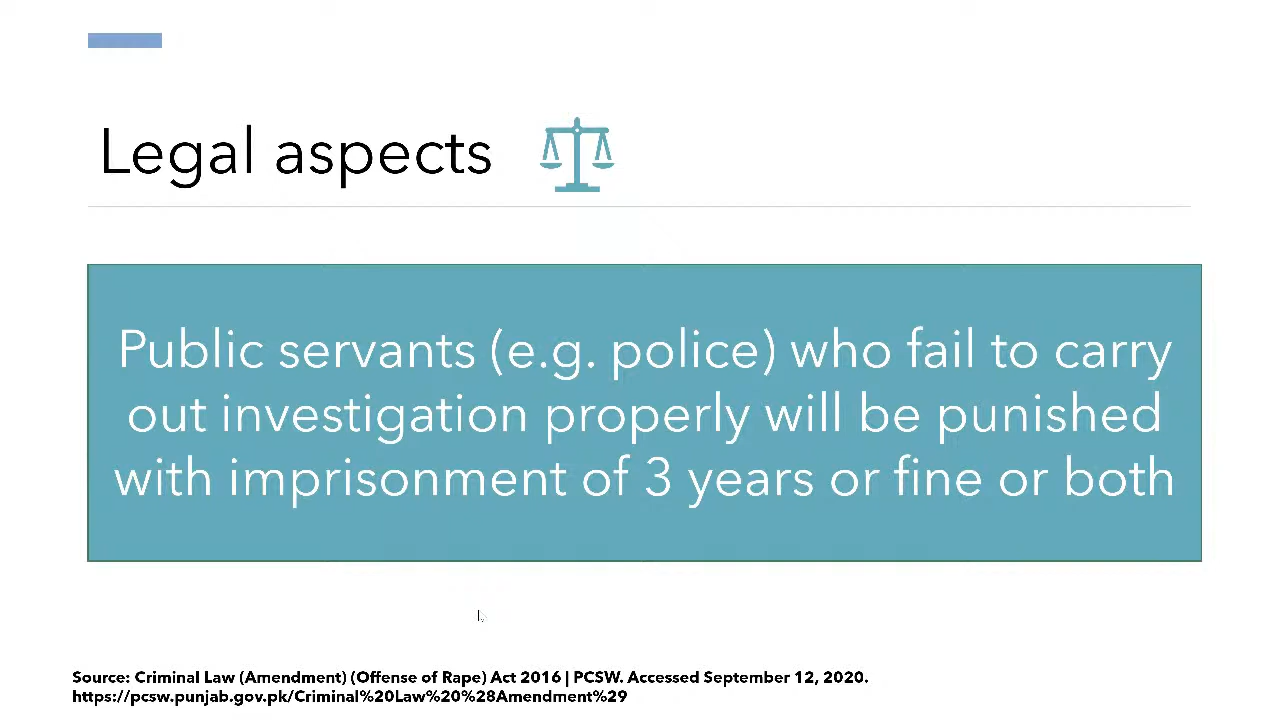 Legal aspects
Public servants (e.g. police) who fail to carry
out investigation properly will be punished
with imprisonment of 3 years or fine or both
Source: Criminal Law (Amendment) (Offense of Rape) Act 2016 | PCSW. Accessed September 12, 2020.
https://pcsw.punjab.gov.pk/Criminal%20Law%20%28Amendment%29